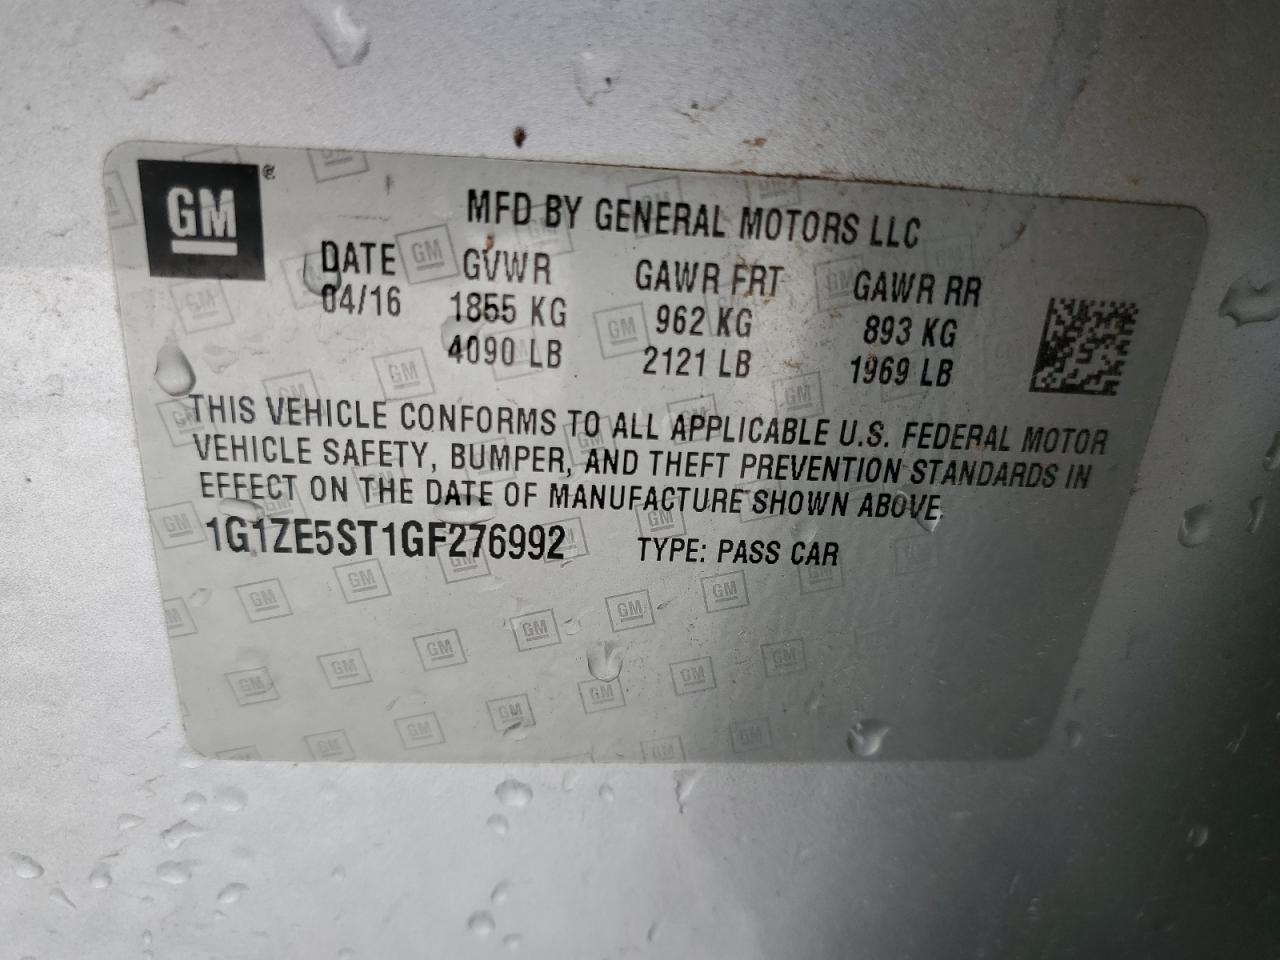 GM®
MFD BY GENERAL MOTORS LLC
DATE GVWR GAWR FRT GAWR RR
04/16 1855 KG 962 KG 893 KG
4090 LB 2121 LB 1969 LB
THIS VEHICLE CONFORMS TO ALL APPLICABLE U.S. FEDERAL MOTOR
VEHICLE SAFETY, BUMPER, AND THEFT PREVENTION STANDARDS IN
EFFECT ON THE DATE OF MANUFACTURE SHOWN ABOVE.
1G1ZE5ST1GF276992 TYPE: PASS CAR